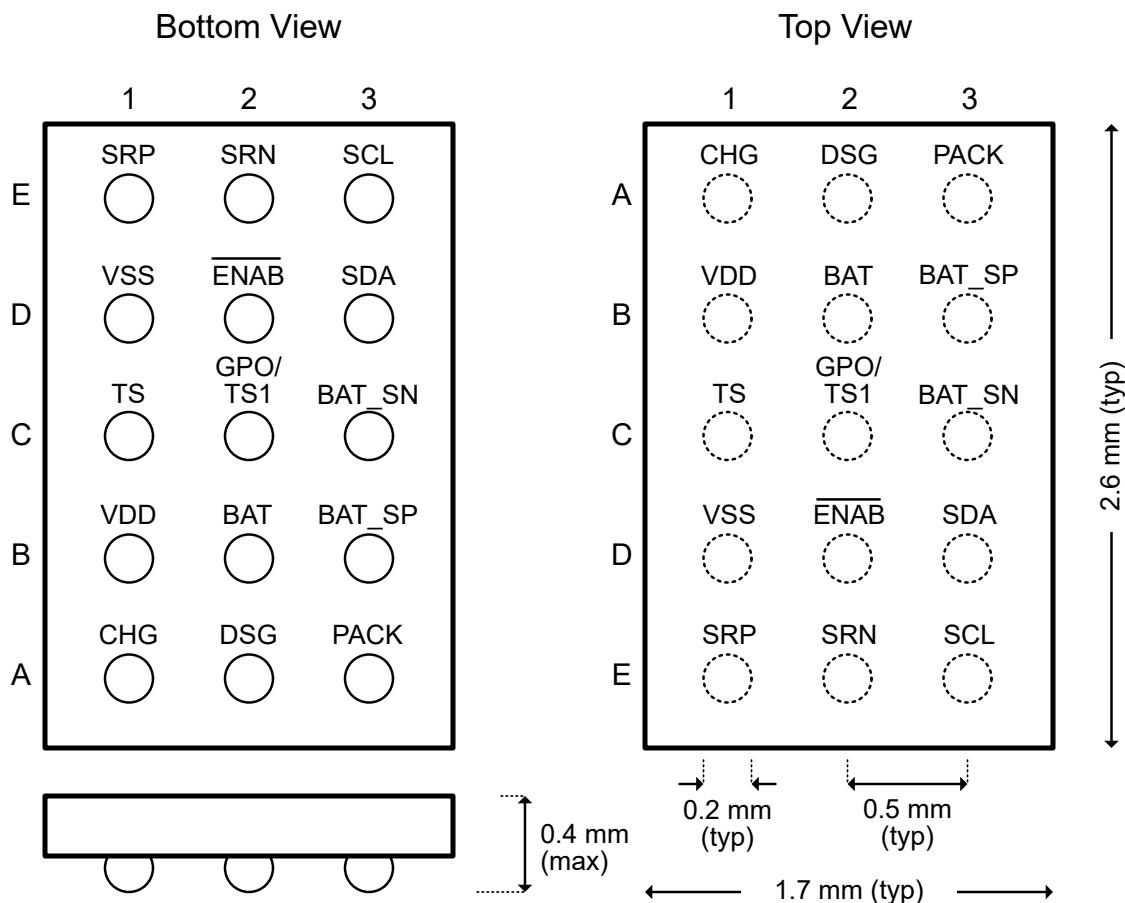 Bottom View
1 2 3
E
SRP SRN SCL
D
VSS E̅N̅A̅B̅ SDA
C
GPO/
TS TS1 BAT_SN
B
VDD BAT BAT_SP
A
CHG DSG PACK
0.4 mm
(max)
Top View
1 2 3
A
CHG DSG PACK
B
VDD BAT BAT_SP
C
GPO/
TS TS1 BAT_SN
D
VSS E̅N̅A̅B̅ SDA
E
SRP SRN SCL
2.6 mm (typ)
0.2 mm
(typ)
0.5 mm
(typ)
1.7 mm (typ)